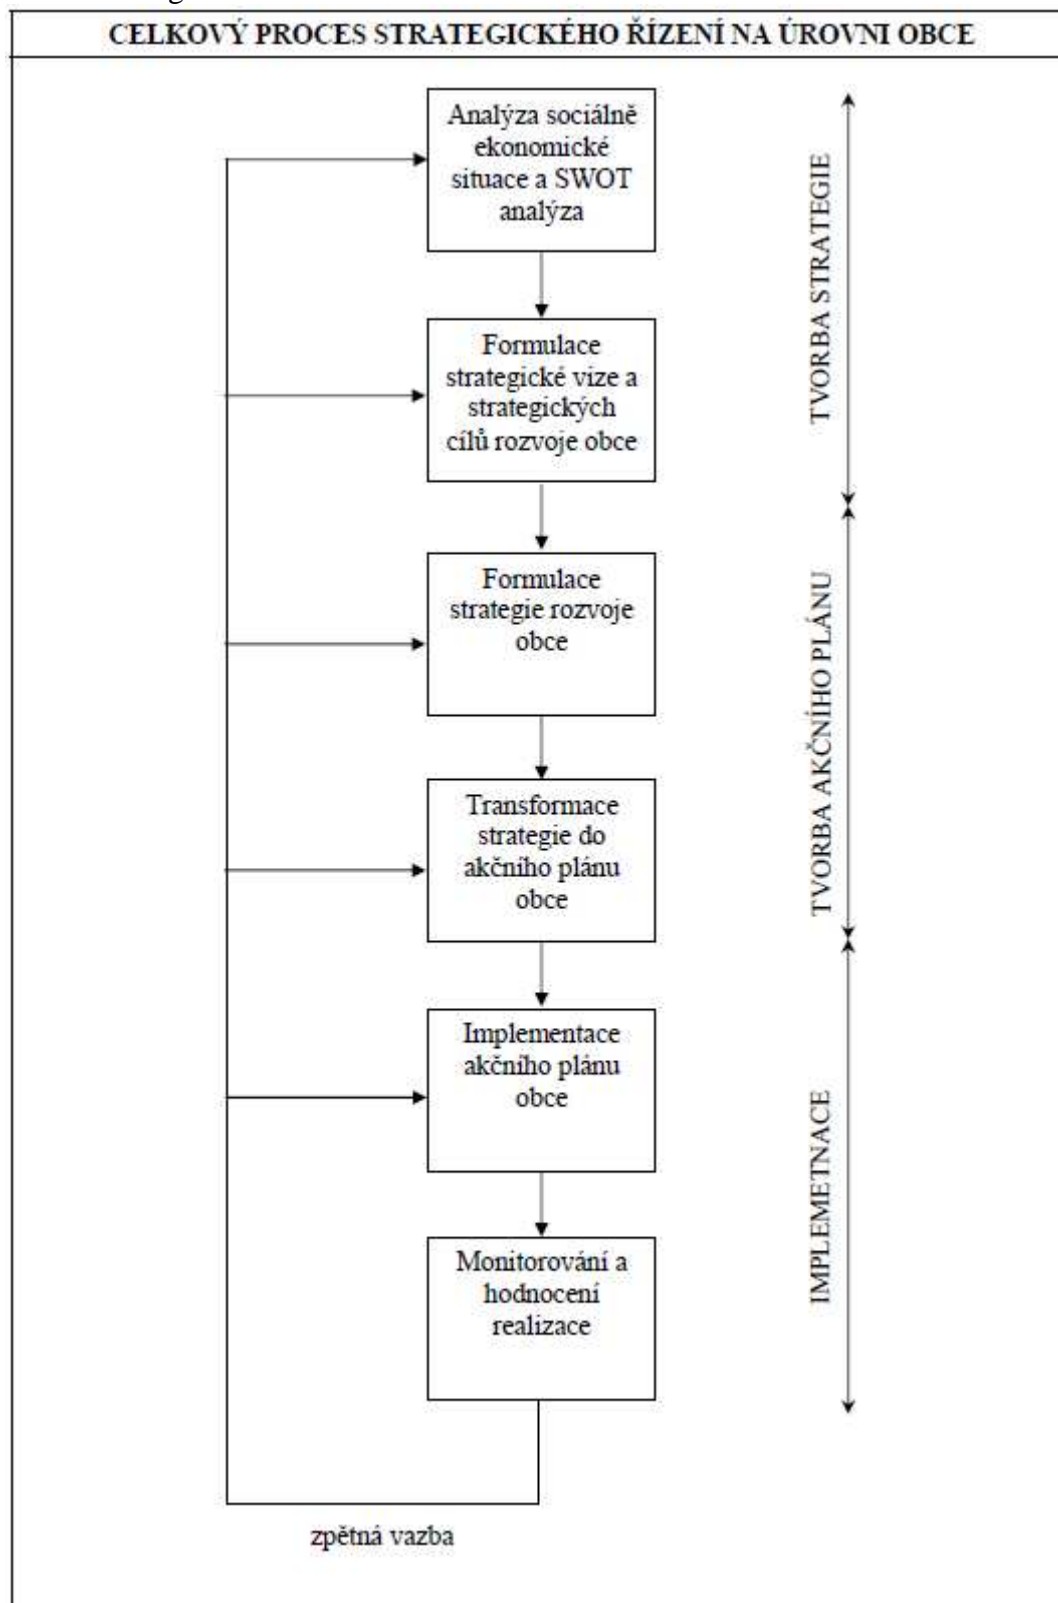 CELKOVÝ PROCES STRATEGICKÉHO ŘÍZENÍ NA ÚROVNI OBCE
Analýza sociálně
ekonomické
situace a SWOT
analýza
Formulace
strategické vize a
strategických
cílů rozvoje obce
Formulace
strategie rozvoje
obce
Transformace
strategie do
akčního plánu
obce
Implementace
akčního plánu
obce
Monitorování a
hodnocení
realizace
zpětná vazba
TVORBA STRATEGIE
TVORBA AKČNÍHO PLÁNU
IMPLEMETNACE